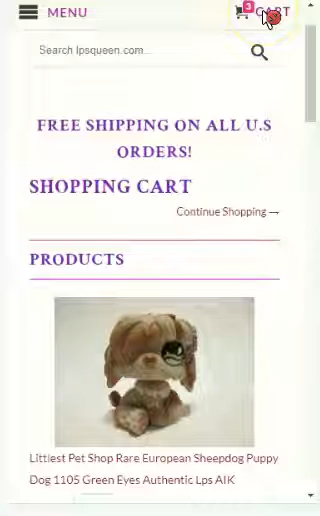 MENU
3
CART
Search lpsqueen.com
FREE SHIPPING ON ALL U.S
ORDERS!
SHOPPING CART
Continue Shopping →
PRODUCTS
Littlest Pet Shop Rare European Sheepdog Puppy
Dog 1105 Green Eyes Authentic Lps AIK